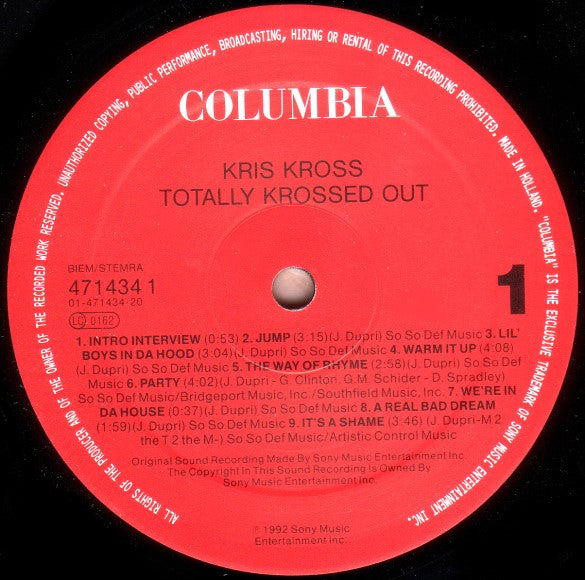 ALL RIGHTS OF THE PRODUCER AND OF THE OWNER OF THE RECORDED WORK RESERVED. UNAUTHORIZED COPYING, PUBLIC PERFORMANCE, BROADCASTING, HIRING OR RENTAL OF THIS RECORDING PROHIBITED. MADE IN HOLLAND. "COLUMBIA" IS THE EXCLUSIVE TRADEMARK OF SONY MUSIC ENTERTAINMENT INC.
COLUMBIA
KRIS KROSS
TOTALLY KROSSED OUT
BIEM/STEMRA
471434 1
01-471434-20
LC 0162
1
1. INTRO INTERVIEW (0:53) 2. JUMP (3:15)(J. Dupri) So So Def Music 3. LIL'
BOYS IN DA HOOD (3:04)(J. Dupri) So So Def Music 4. WARM IT UP (4:08)
(J. Dupri) So So Def Music 5. THE WAY OF RHYME (2:58)(J. Dupri) So So Def Music
6. PARTY (4:02)(J. Dupri - G. Clinton. G.M. Schider - D. Spradley)
So So Def Music/Bridgeport Music, Inc./Southfield Music, Inc. 7. WE'RE IN
DA HOUSE (0:37)(J. Dupri) So So Def Music 8. A REAL BAD DREAM
(1:59)(J. Dupri) So So Def Music 9. IT'S A SHAME (3:46) (J. Dupri-M 2
the T 2 the M-) So So Def Music/Artistic Control Music
Original Sound Recording Made By Sony Music Entertainment Inc.
The Copyright In This Sound Recording Is Owned By
Sony Music Entertainment Inc.
℗ 1992 Sony Music
Entertainment Inc.